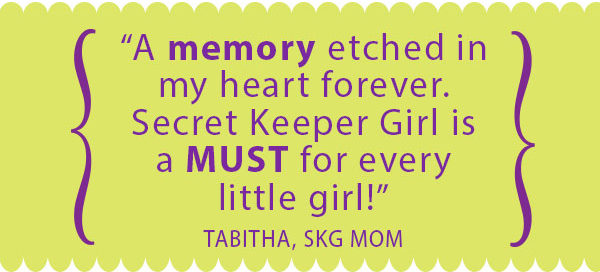 “A memory etched in
my heart forever.
Secret Keeper Girl is
a MUST for every
little girl!”
TABITHA, SKG MOM